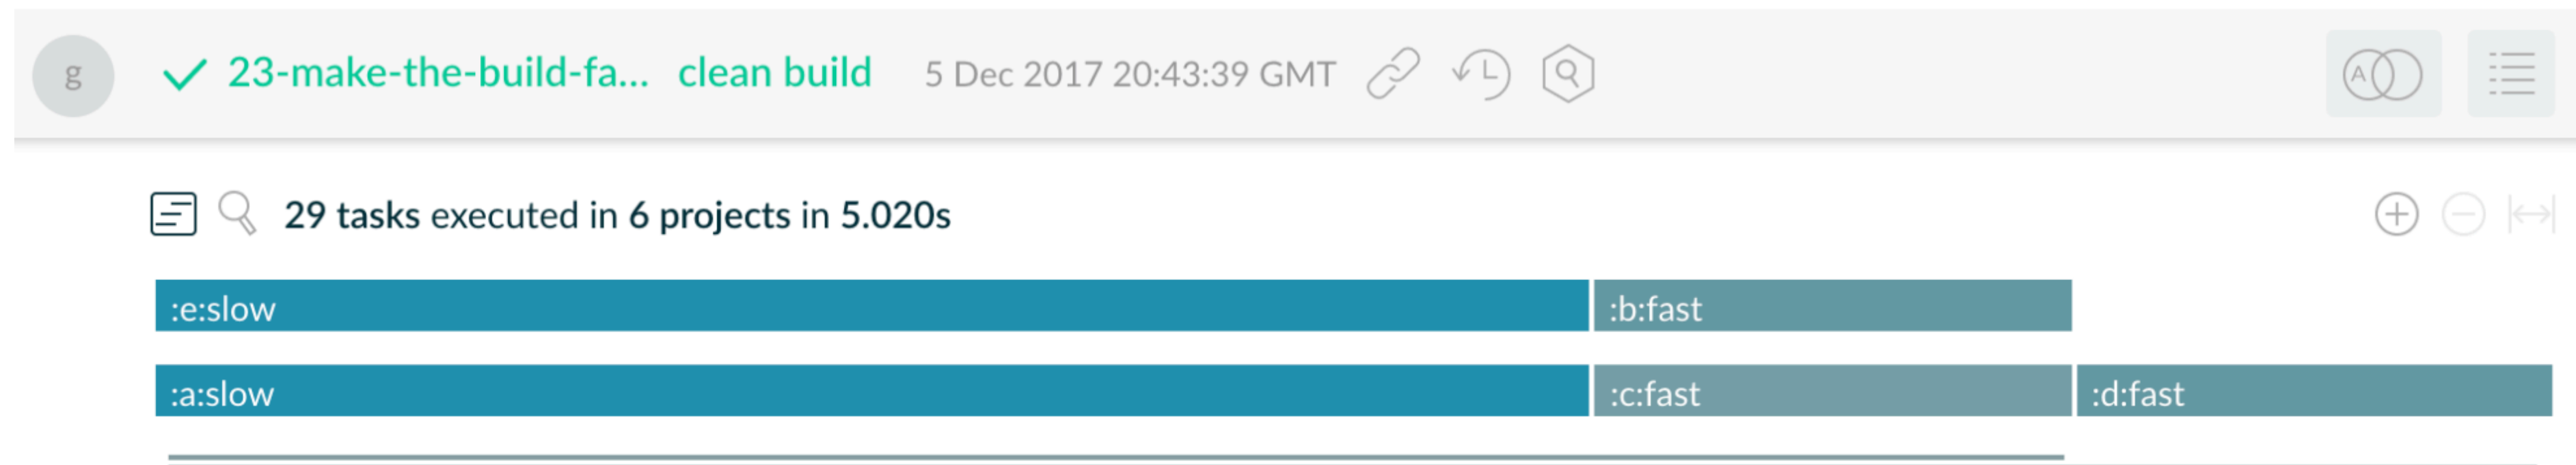 g 23-make-the-build-fa... clean build 5 Dec 2017 20:43:39 GMT A
29 tasks executed in 6 projects in 5.020s
:e:slow :b:fast
:a:slow :c:fast :d:fast